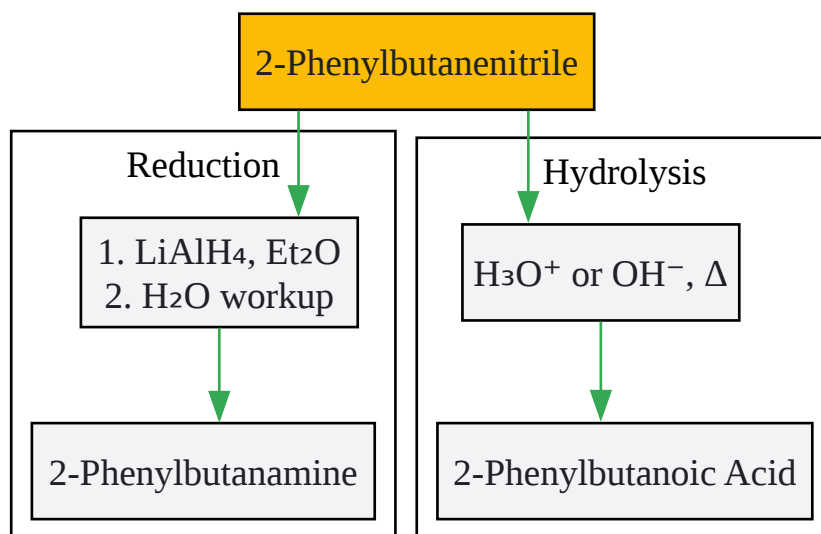 2-Phenylbutanenitrile
Reduction
1. LiAlH₄, Et₂O
2. H₂O workup
2-Phenylbutanamine
Hydrolysis
H₃O⁺ or OH⁻, Δ
2-Phenylbutanoic Acid